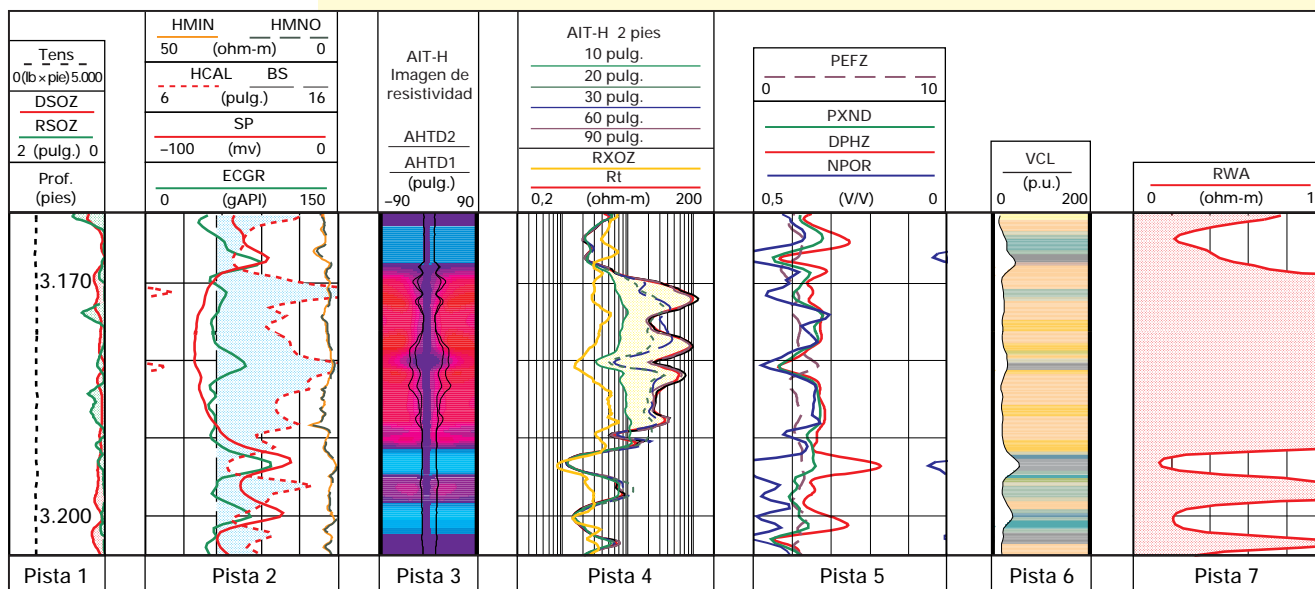 Tens
0(lb × pie)5.000
DSOZ
RSOZ
2 (pulg.) 0
Prof.
(pies)
HMIN HMNO
50 (ohm-m) 0
HCAL BS
6 (pulg.) 16
SP
–100 (mv) 0
ECGR
0 (gAPI) 150
AIT-H
Imagen de
resistividad
AHTD2
AHTD1
(pulg.)
–90 90
AIT-H 2 pies
10 pulg.
20 pulg.
30 pulg.
60 pulg.
90 pulg.
RXOZ
Rt
0,2 (ohm-m) 200
PEFZ
0 10
PXND
DPHZ
NPOR
0,5 (V/V) 0
VCL
(p.u.)
0 200
RWA
0 (ohm-m) 1
3.170
3.200
Pista 1 Pista 2 Pista 3 Pista 4 Pista 5 Pista 6 Pista 7